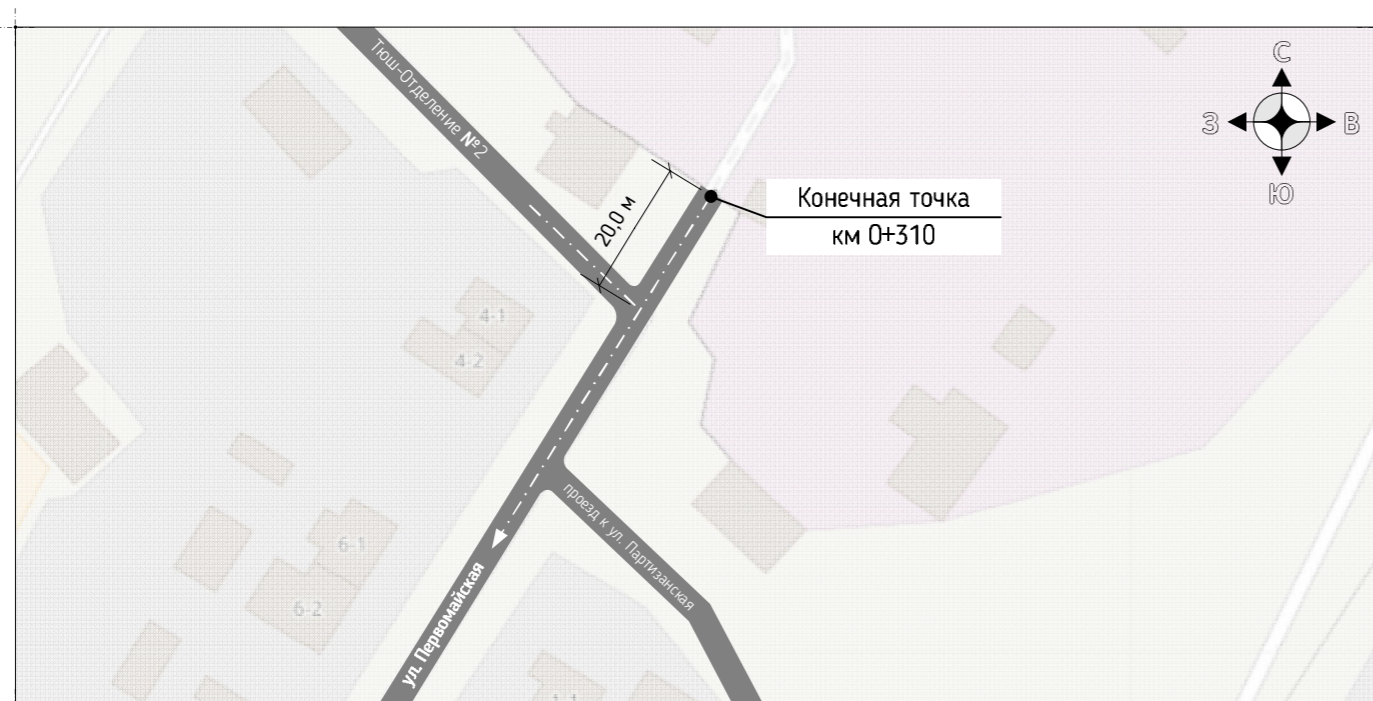 С
З
В
Ю
Тюш-Отделение №2
20,0 м
Конечная точка
км 0+310
4-1
4-2
6-1
6-2
проезд к ул. Партизанская
ул. Первомайская